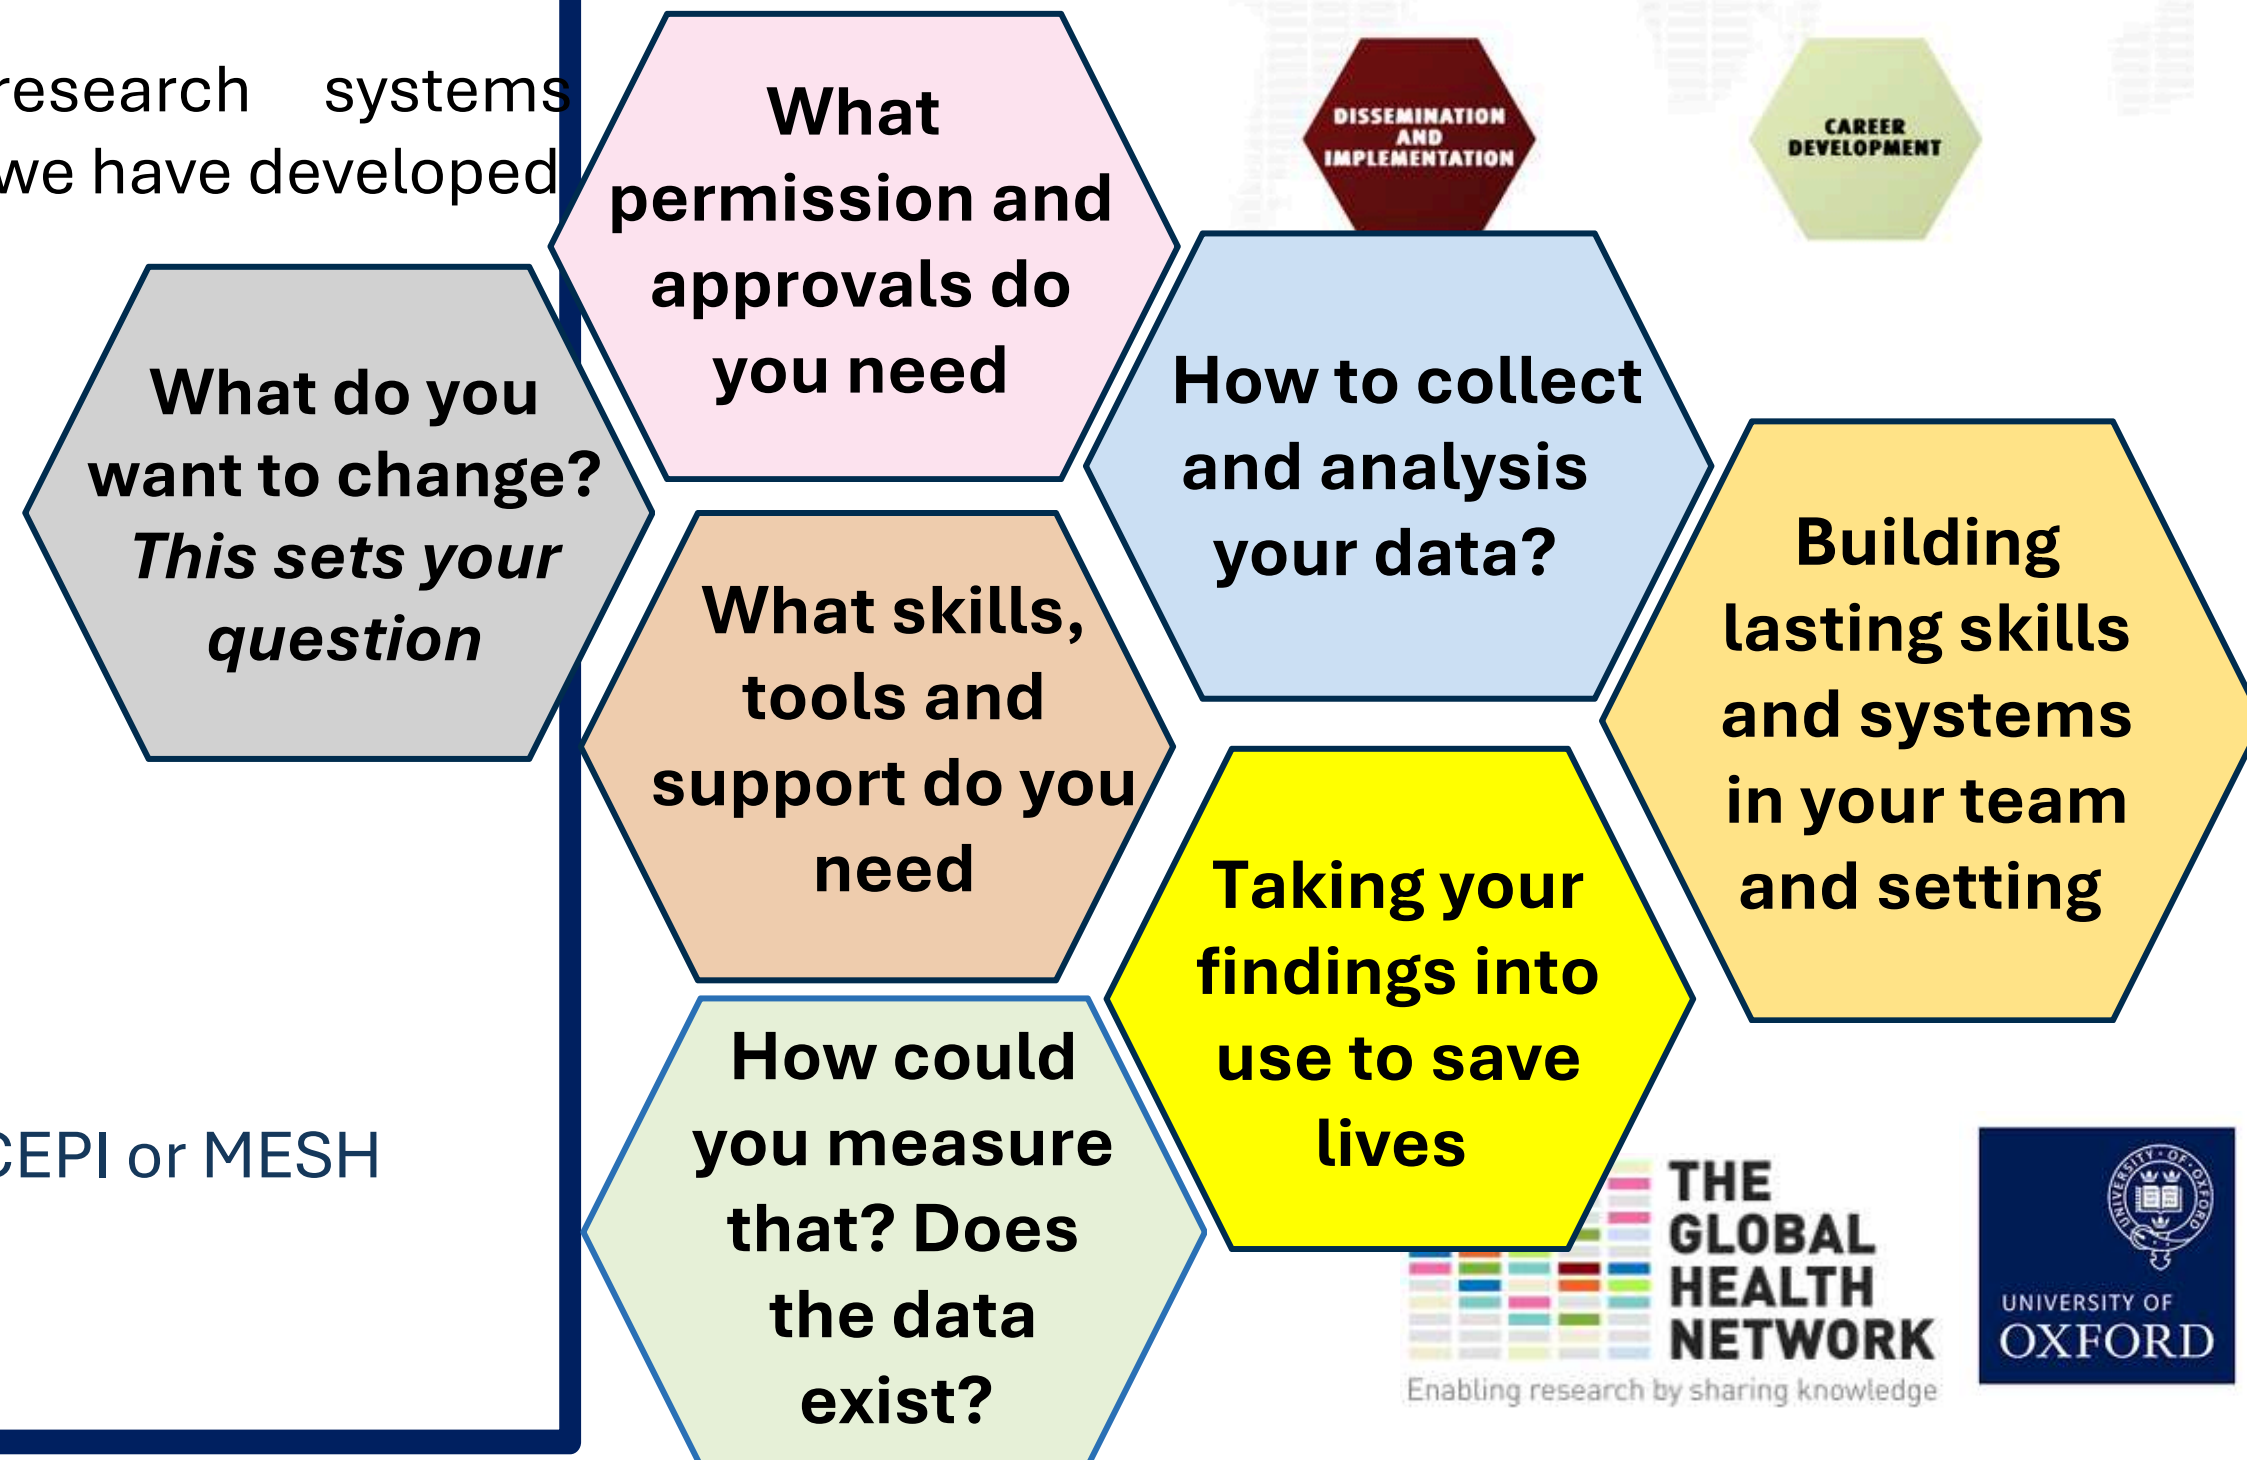 research systems
we have developed
What
permission and
approvals do
you need
DISSEMINATION
AND
IMPLEMENTATION
CAREER
DEVELOPMENT
What do you
want to change?
This sets your
question
How to collect
and analysis
your data?
What skills,
tools and
support do you
need
Building
lasting skills
and systems
in your team
and setting
Taking your
findings into
use to save
lives
How could
you measure
that? Does
the data
exist?
CEPI or MESH
THE
GLOBAL
HEALTH
NETWORK
Enabling research by sharing knowledge
UNIVERSITY · OF · OXFORD
UNIVERSITY OF
OXFORD